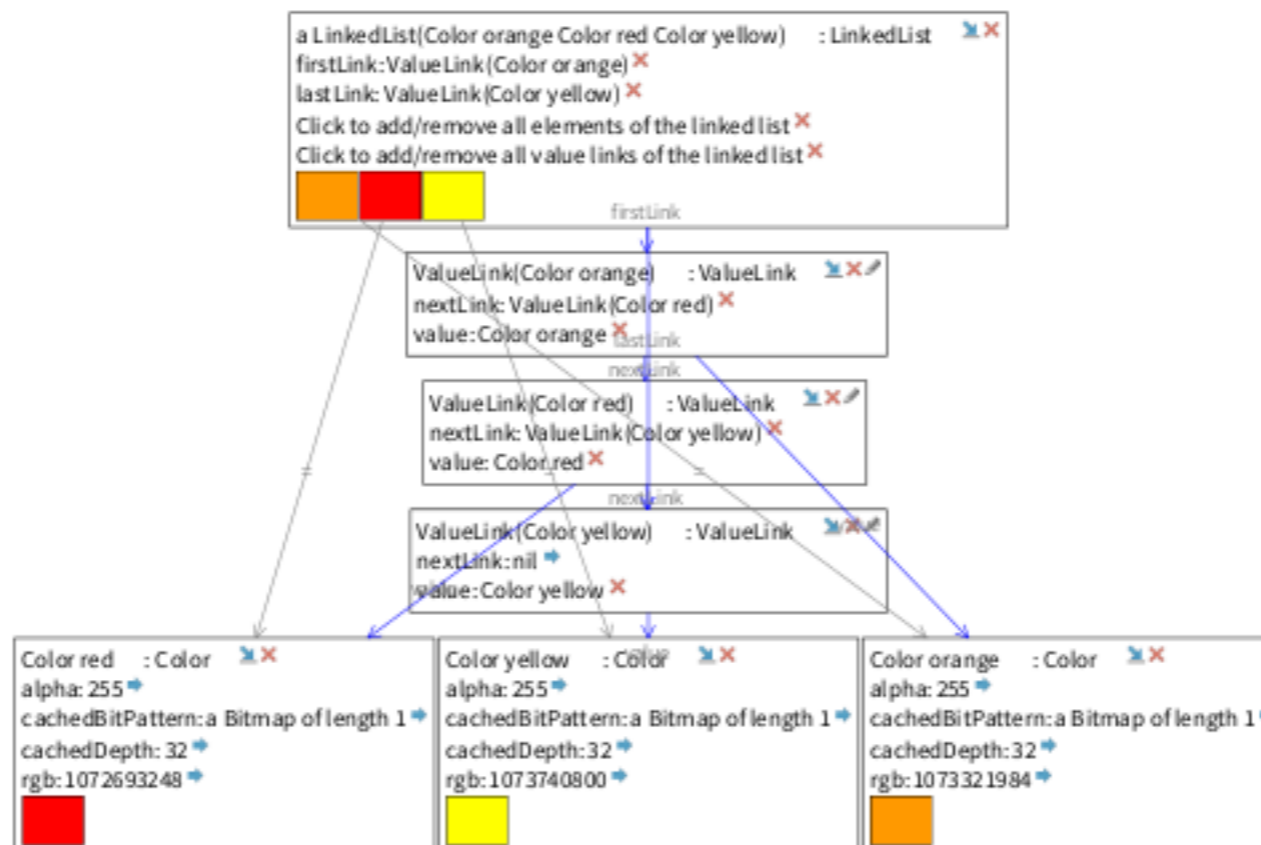 a LinkedList(Color orange Color red Color yellow) : LinkedList
firstLink: ValueLink(Color orange)
lastLink: ValueLink(Color yellow)
Click to add/remove all elements of the linked list
Click to add/remove all value links of the linked list
firstLink
ValueLink(Color orange) : ValueLink
nextLink: ValueLink(Color red)
value: Color orange
lastLink
nextLink
ValueLink(Color red) : ValueLink
nextLink: ValueLink(Color yellow)
value: Color red
=
=
=
nextLink
ValueLink(Color yellow) : ValueLink
nextLink: nil
value: Color yellow
Color red : Color
alpha: 255
cachedBitPattern: a Bitmap of length 1
cachedDepth: 32
rgb: 1072693248
Color yellow : Color
alpha: 255
cachedBitPattern: a Bitmap of length 1
cachedDepth: 32
rgb: 1073740800
Color orange : Color
alpha: 255
cachedBitPattern: a Bitmap of length 1
cachedDepth: 32
rgb: 1073321984